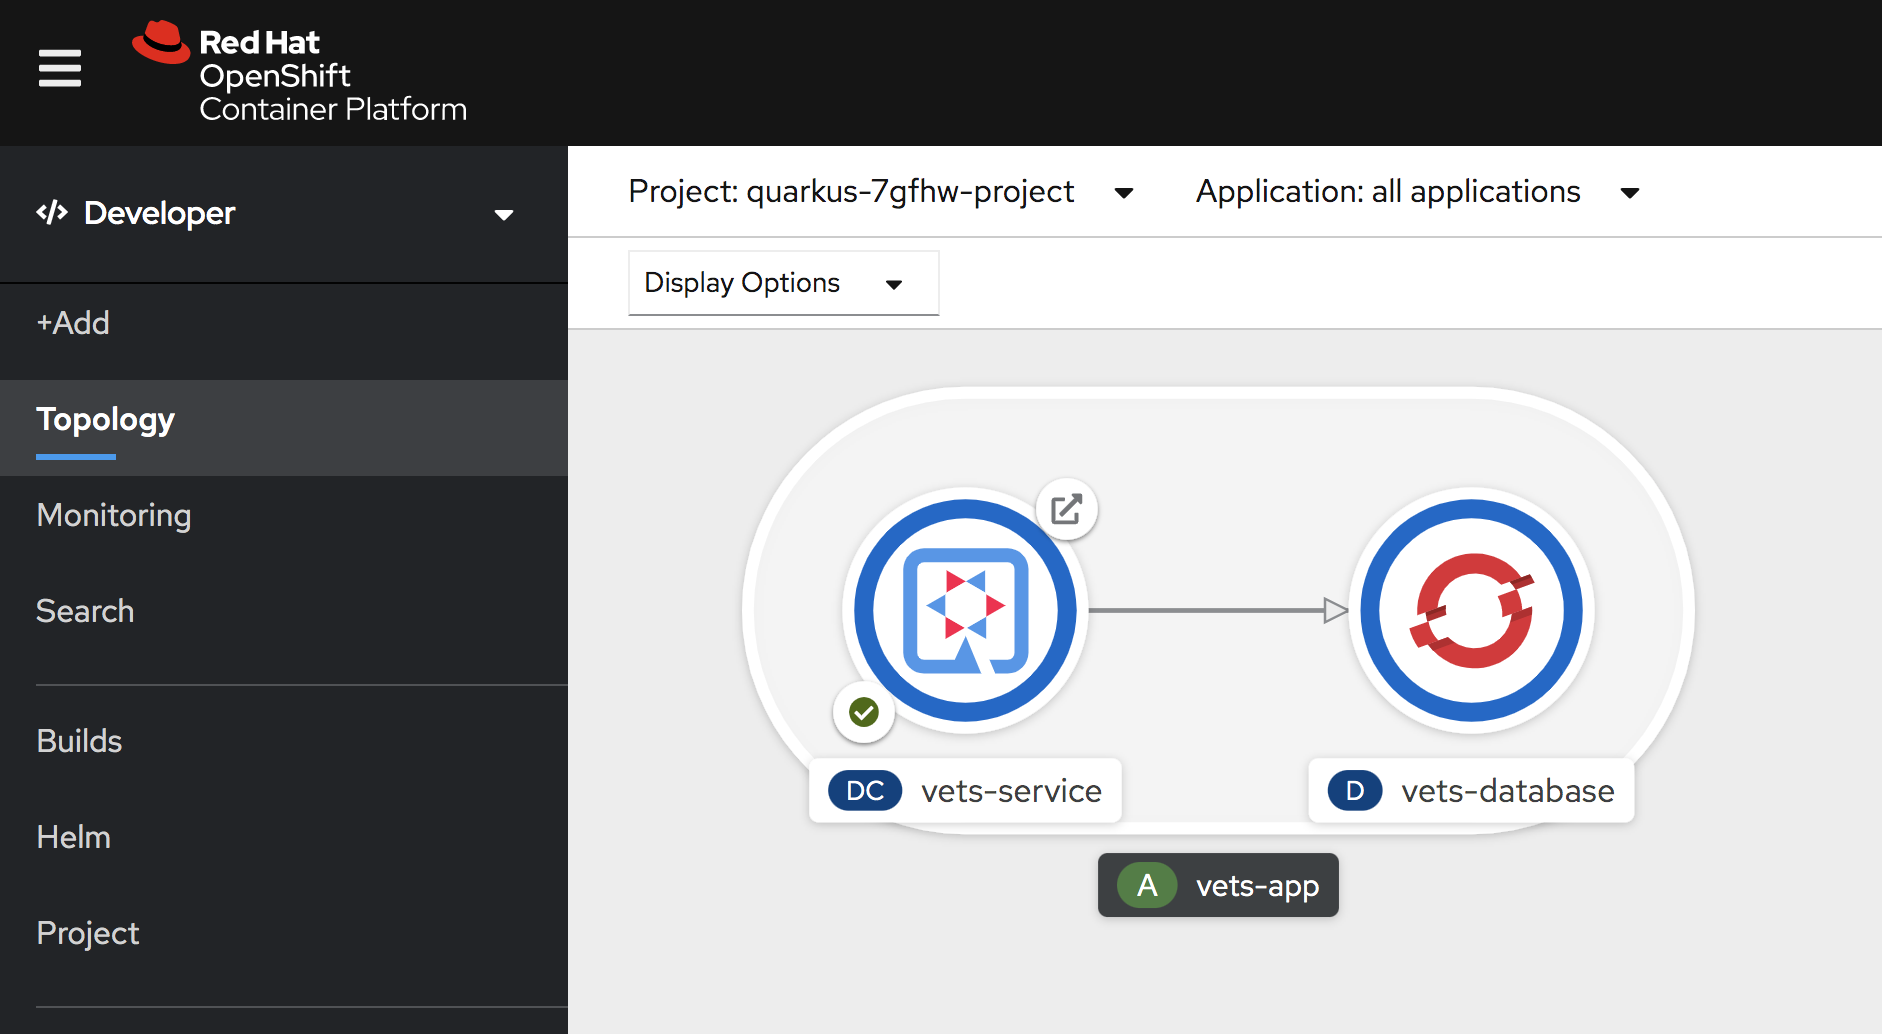 Red Hat
OpenShift
Container Platform
Developer
+Add
Topology
Monitoring
Search
Builds
Helm
Project
Project: quarkus-7gfhw-project
Application: all applications
Display Options
DC vets-service
D vets-database
A vets-app